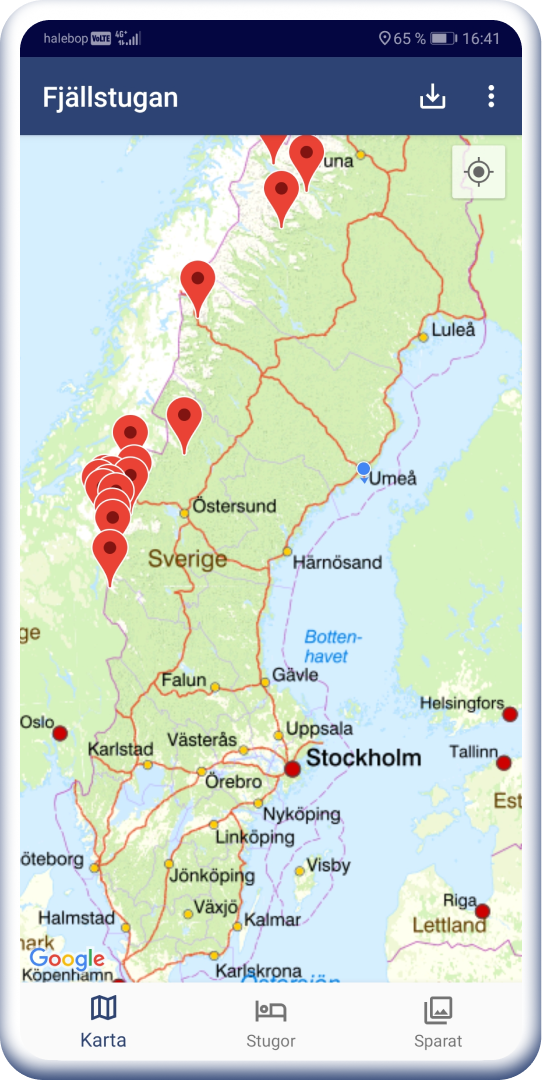 halebop VoLTE 4G+ 65 % 16:41
Fjällstugan
una
Luleå
Umeå
Östersund
Sverige
Härnösand
ge
Botten-
havet
Falun
Gävle
Helsingfors
Oslo
Uppsala
Västerås
Karlstad
Stockholm
Tallinn
Örebro
Est
Nyköping
Linköping
öteborg
Visby
Jönköping
Riga
Växjö
Halmstad
Kalmar
Lettland
nark
Google
Köpenhamn
Karlskrona
Östersjön
Karta
Stugor
Sparat